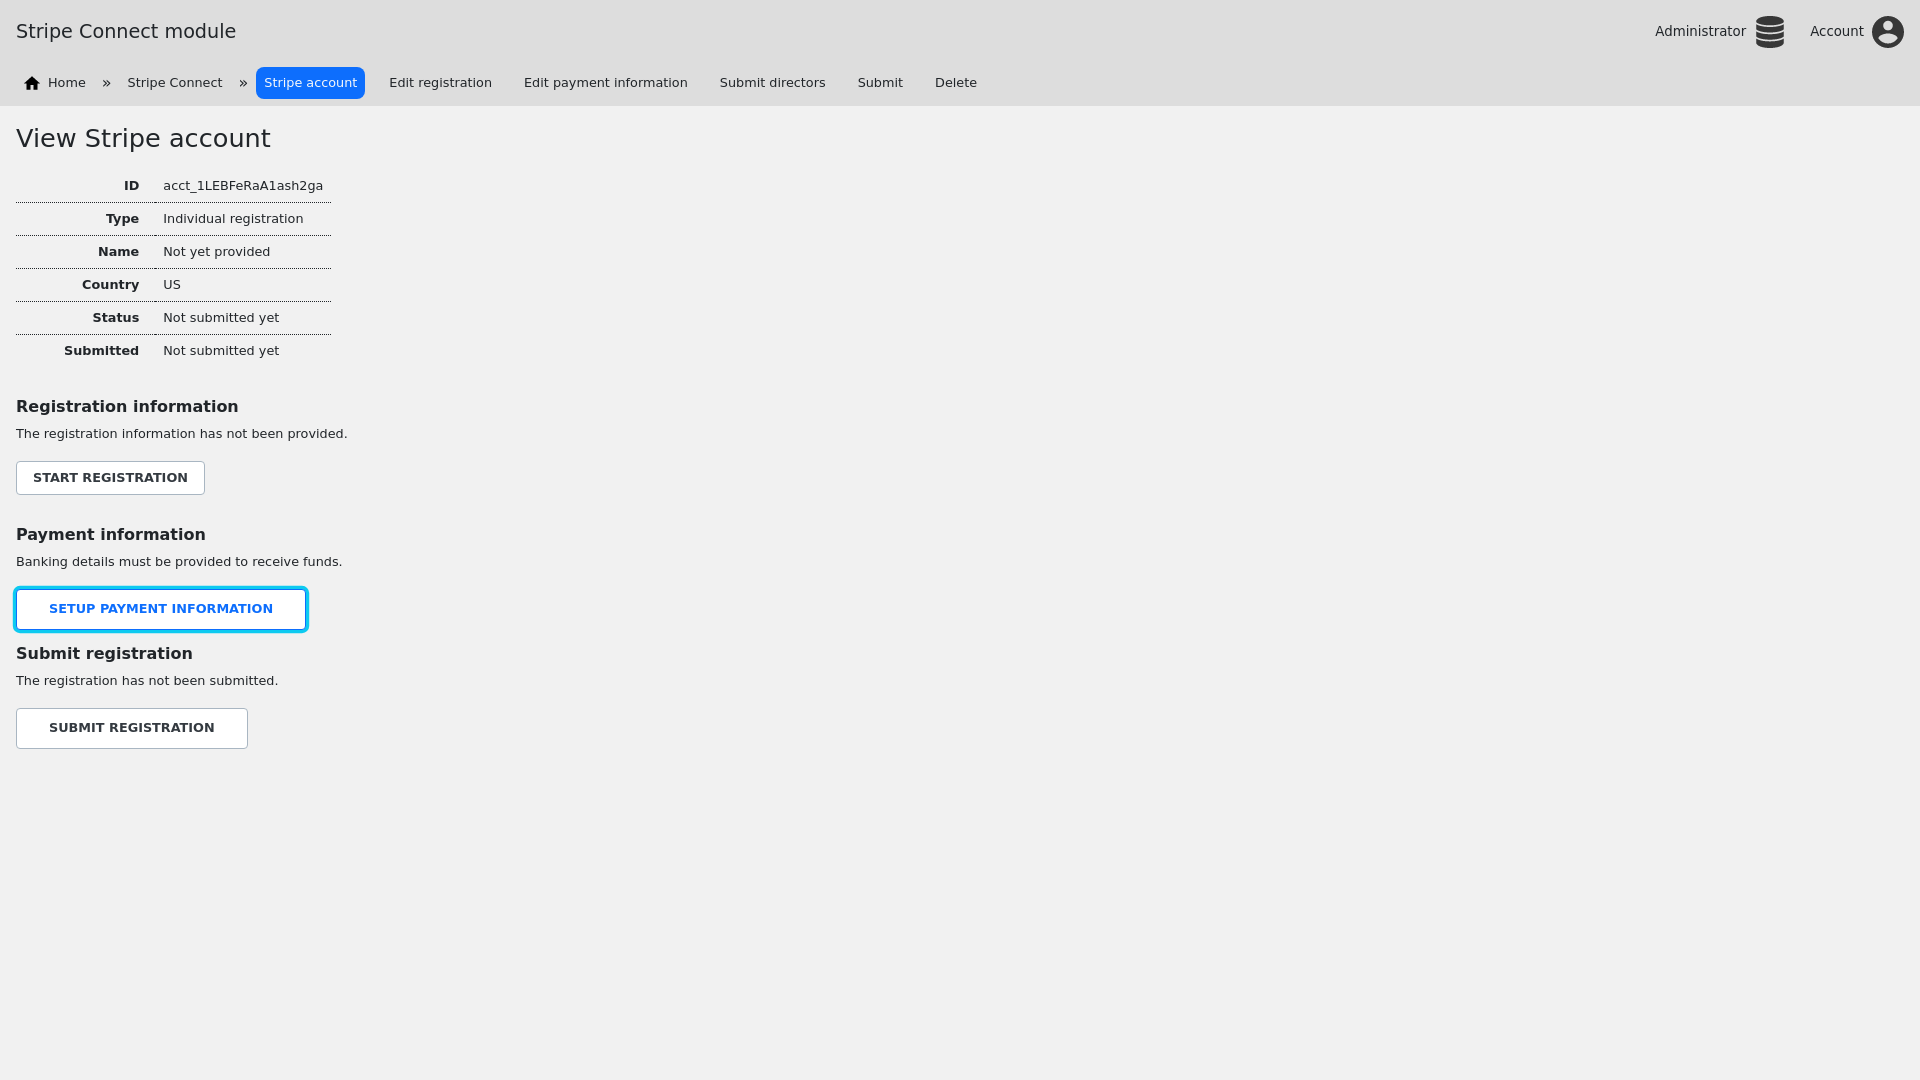 Stripe Connect module
Administrator
Account
Home » Stripe Connect » Stripe account Edit registration Edit payment information Submit directors Submit Delete
View Stripe account
ID acct_1LEBFeRaA1ash2ga
Type Individual registration
Name Not yet provided
Country US
Status Not submitted yet
Submitted Not submitted yet
Registration information
The registration information has not been provided.
START REGISTRATION
Payment information
Banking details must be provided to receive funds.
SETUP PAYMENT INFORMATION
Submit registration
The registration has not been submitted.
SUBMIT REGISTRATION